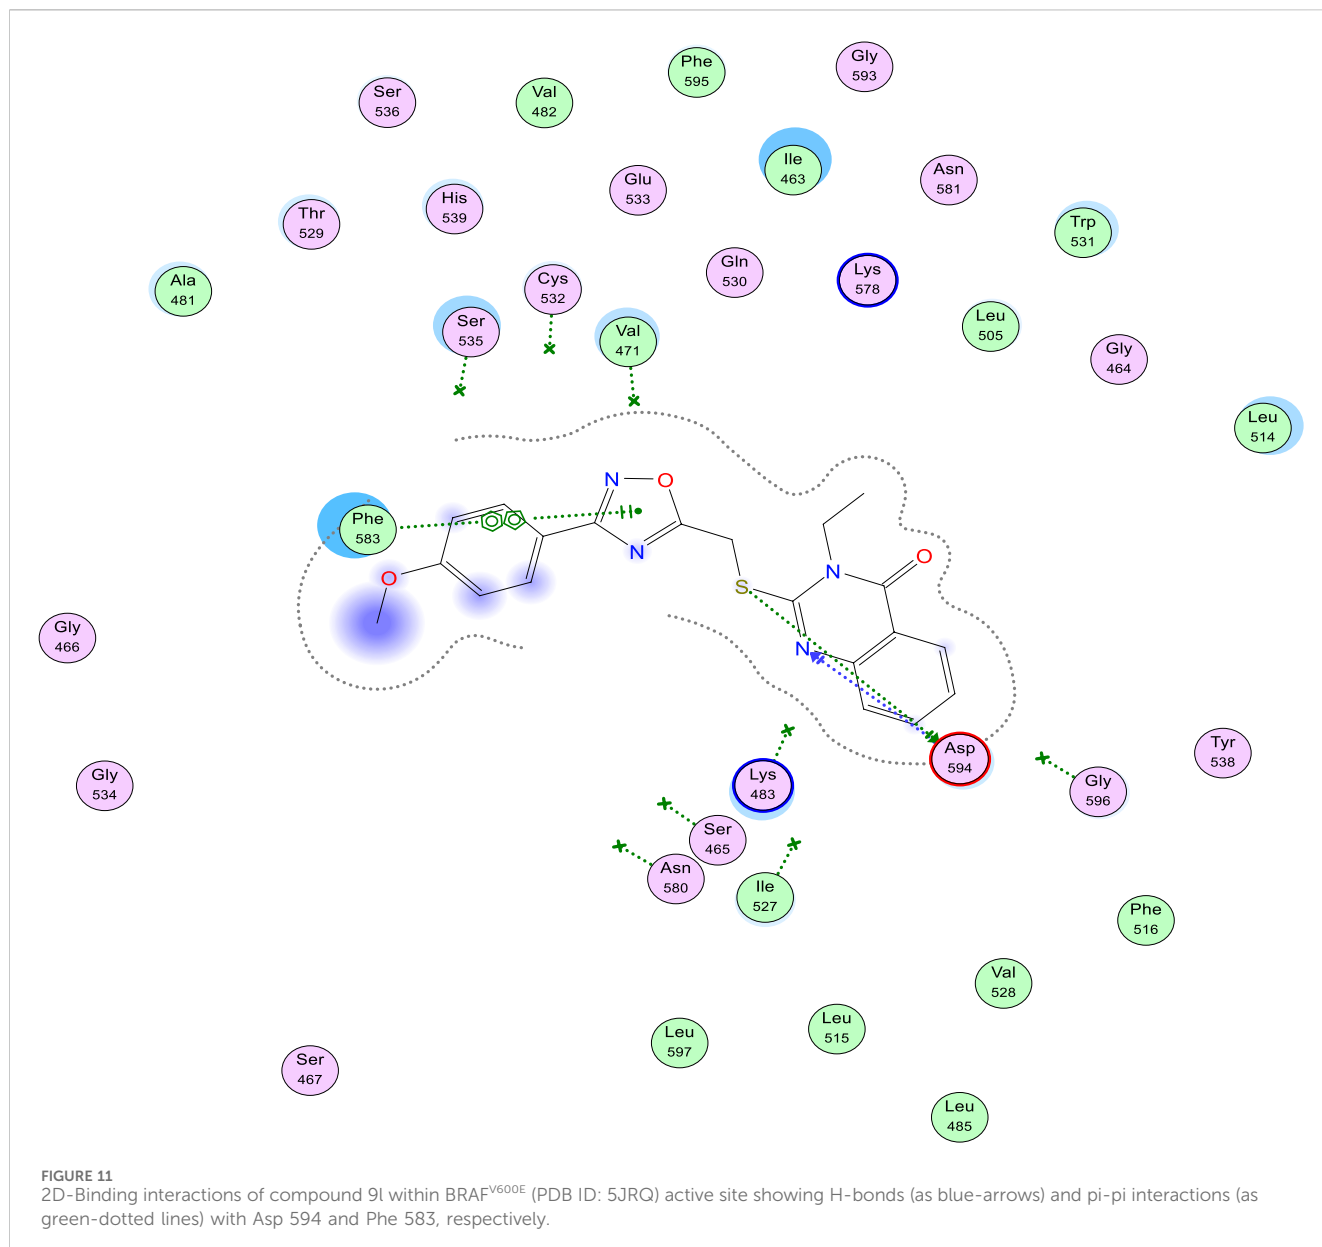 Phe
595
Gly
593
Ser
536
Val
482
Ile
463
Asn
581
Glu
533
His
539
Thr
529
Trp
531
Gln
530
Lys
578
Ala
481
Cys
532
Ser
535
Val
471
Leu
505
Gly
464
Leu
514
N
O
Phe
583
N
O
O
N
S
N
Gly
466
Asp
594
Tyr
538
Gly
534
Lys
483
Gly
596
Ser
465
Asn
580
Ile
527
Phe
516
Val
528
Leu
597
Leu
515
Ser
467
Leu
485
FIGURE 11
2D-Binding interactions of compound 9l within BRAFV600E (PDB ID: 5JRQ) active site showing H-bonds (as blue-arrows) and pi-pi interactions (as
green-dotted lines) with Asp 594 and Phe 583, respectively.